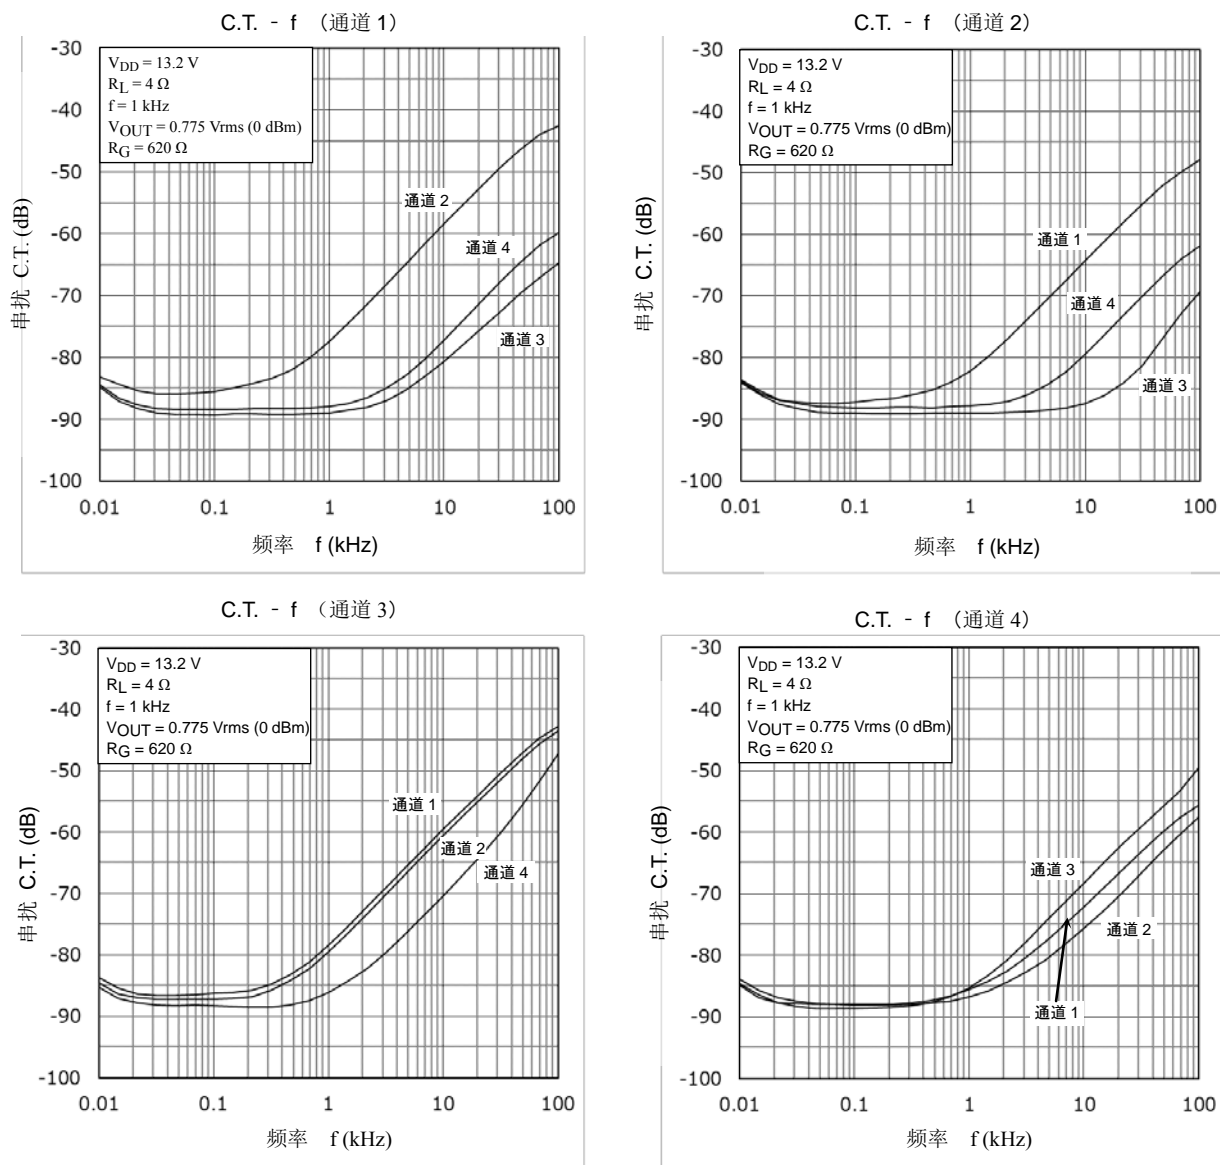 C.T. - f （通道 1）
-30
-40
-50
-60
-70
-80
-90
-100
VDD = 13.2 V
RL = 4 Ω
f = 1 kHz
VOUT = 0.775 Vrms (0 dBm)
RG = 620 Ω
通道 2
通道 4
通道 3
串扰 C.T. (dB)
0.01 0.1 1 10 100
频率 f (kHz)
C.T. - f （通道 2）
-30
-40
-50
-60
-70
-80
-90
-100
VDD = 13.2 V
RL = 4 Ω
f = 1 kHz
VOUT = 0.775 Vrms (0 dBm)
RG = 620 Ω
通道 1
通道 4
通道 3
串扰 C.T. (dB)
0.01 0.1 1 10 100
频率 f (kHz)
C.T. - f （通道 3）
-30
-40
-50
-60
-70
-80
-90
-100
VDD = 13.2 V
RL = 4 Ω
f = 1 kHz
VOUT = 0.775 Vrms (0 dBm)
RG = 620 Ω
通道 1
通道 2
通道 4
串扰 C.T. (dB)
0.01 0.1 1 10 100
频率 f (kHz)
C.T. - f （通道 4）
-30
-40
-50
-60
-70
-80
-90
-100
VDD = 13.2 V
RL = 4 Ω
f = 1 kHz
VOUT = 0.775 Vrms (0 dBm)
RG = 620 Ω
通道 3
通道 2
通道 1
串扰 C.T. (dB)
0.01 0.1 1 10 100
频率 f (kHz)